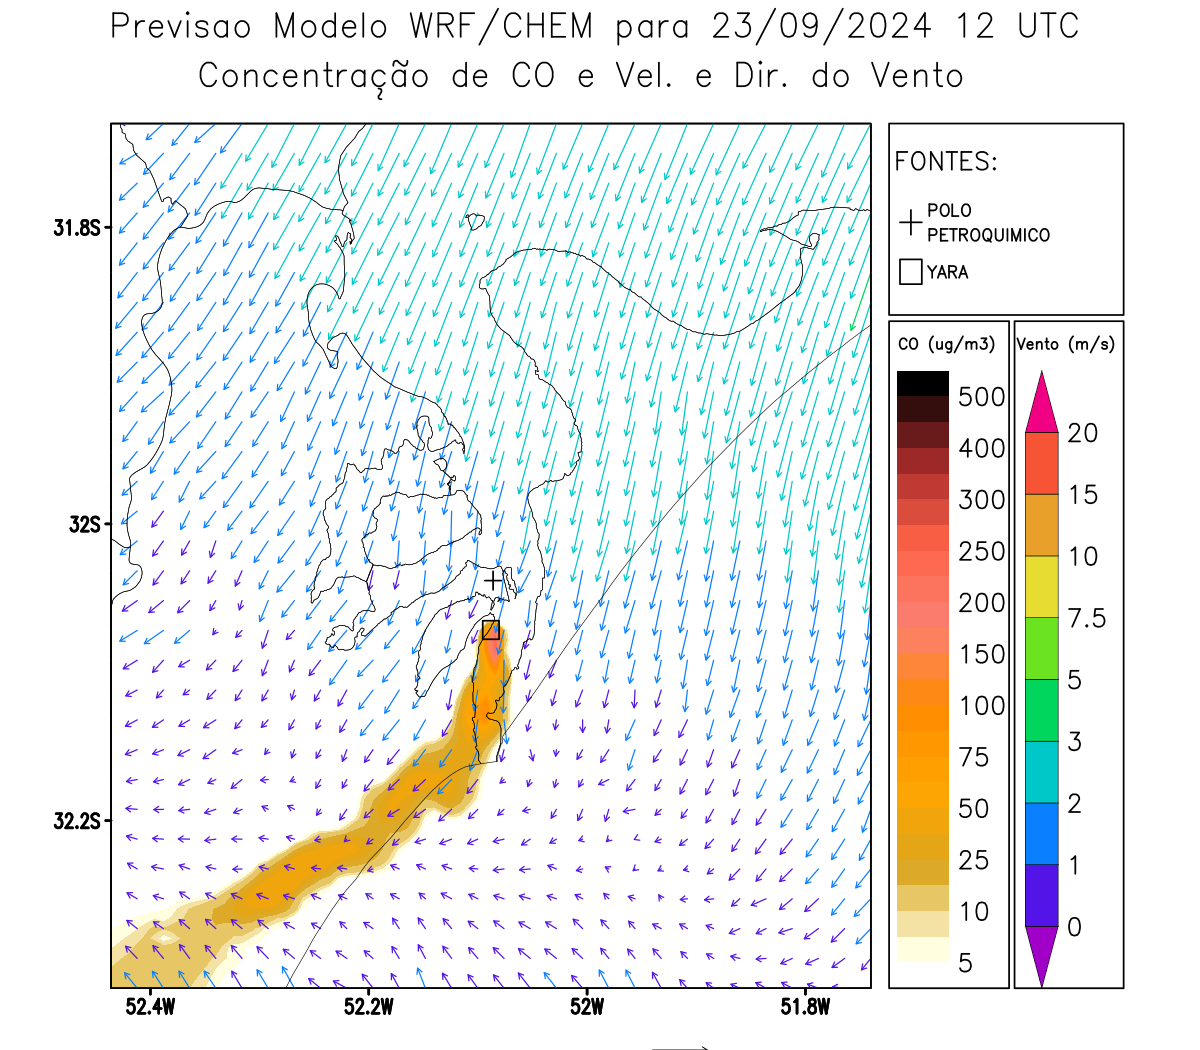 Previsao Modelo WRF/CHEM para 23/09/2024 12 UTC
Concentração de CO e Vel. e Dir. do Vento
FONTES:
POLO
PETROQUIMICO
YARA
CO (ug/m3)
500
400
300
250
200
150
100
75
50
25
10
5
Vento (m/s)
20
15
10
7.5
5
3
2
1
0
31.8S
32S
32.2S
52.4W
52.2W
52W
51.8W